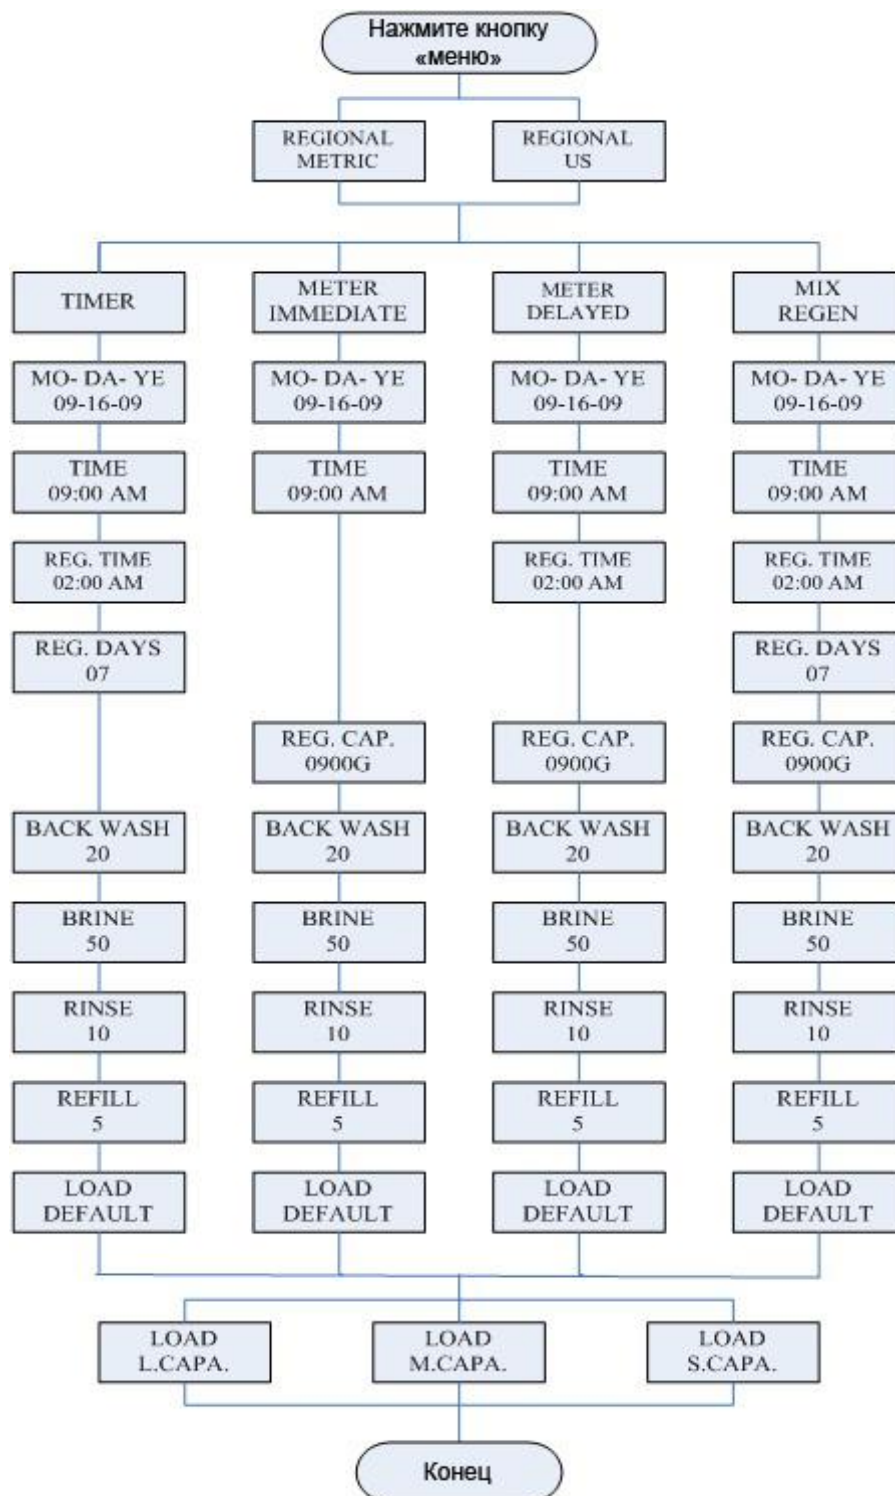 Нажмите кнопку
«меню»
REGIONAL
METRIC
REGIONAL
US
TIMER
METER
IMMEDIATE
METER
DELAYED
MIX
REGEN
MO- DA- YE
09-16-09
MO- DA- YE
09-16-09
MO- DA- YE
09-16-09
MO- DA- YE
09-16-09
TIME
09:00 AM
TIME
09:00 AM
TIME
09:00 AM
TIME
09:00 AM
REG. TIME
02:00 AM
REG. TIME
02:00 AM
REG. TIME
02:00 AM
REG. DAYS
07
REG. DAYS
07
REG. CAP.
0900G
REG. CAP.
0900G
REG. CAP.
0900G
BACK WASH
20
BACK WASH
20
BACK WASH
20
BACK WASH
20
BRINE
50
BRINE
50
BRINE
50
BRINE
50
RINSE
10
RINSE
10
RINSE
10
RINSE
10
REFILL
5
REFILL
5
REFILL
5
REFILL
5
LOAD
DEFAULT
LOAD
DEFAULT
LOAD
DEFAULT
LOAD
DEFAULT
LOAD
L.CAPA.
LOAD
M.CAPA.
LOAD
S.CAPA.
Конец